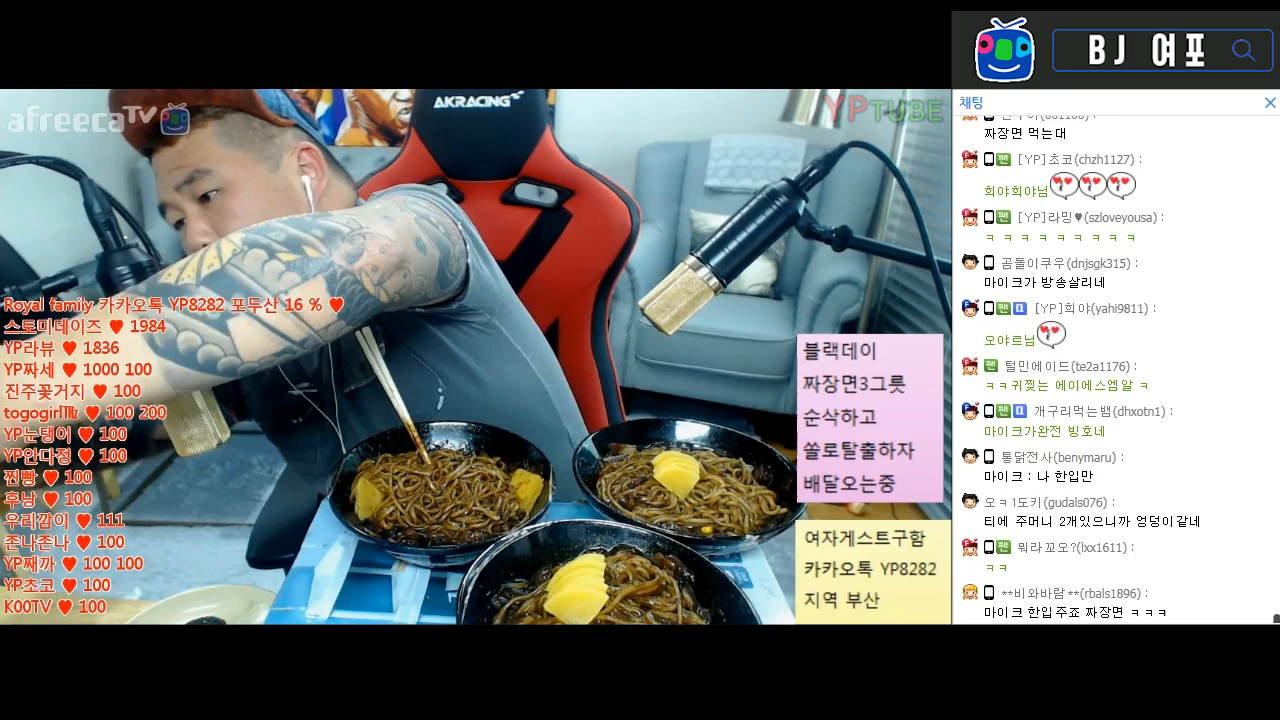 BJ 여포
afreecaTV
AKRACING
YPTUBE
채팅
짜장면 먹는대
[YP]초코(chzh1127) :
희야희야님
[YP]라밍♥(szloveyousa) :
ㅋ ㅋ ㅋ ㅋ ㅋ ㅋ ㅋ ㅋ ㅋ
곰돌이쿠우(dnjsgk315) :
마이크가 방송살리네
[YP]희야(yahi9811) :
오야르님
털민에이드(te2a1176) :
ㅋㅋ귀찢는 에이에스엠알 ㅋ
개구리먹는뱀(dhxotn1) :
마이크가완전 빙호네
통닭전사(benymaru) :
마이크 : 나 한입만
오ㅋ1도키(gudals076) :
티에 주머니 2개있으니까 엉덩이같네
뭐라꼬오?(lxx1611) :
ㅋㅋ
**비와바람**(rbals1896) :
마이크 한입주죠 짜장면 ㅋㅋㅋ
Royal family 카카오톡 YP8282 포두산 16 % ♥
스토미데이즈 ♥ 1984
YP라뷰 ♥ 1836
YP짜세 ♥ 1000 100
진주꽃거지 ♥ 100
togogirl℡ ♥ 100 200
YP눈탱이 ♥ 100
YP안다정 ♥ 100
찐빵 ♥ 100
후낭 ♥ 100
우리깜이 ♥ 111
존나존나 ♥ 100
YP째까 ♥ 100 100
YP초코 ♥ 100
K00TV ♥ 100
블랙데이
짜장면3그릇
순삭하고
쏠로탈출하자
배달오는중
여자게스트구함
카카오톡 YP8282
지역 부산